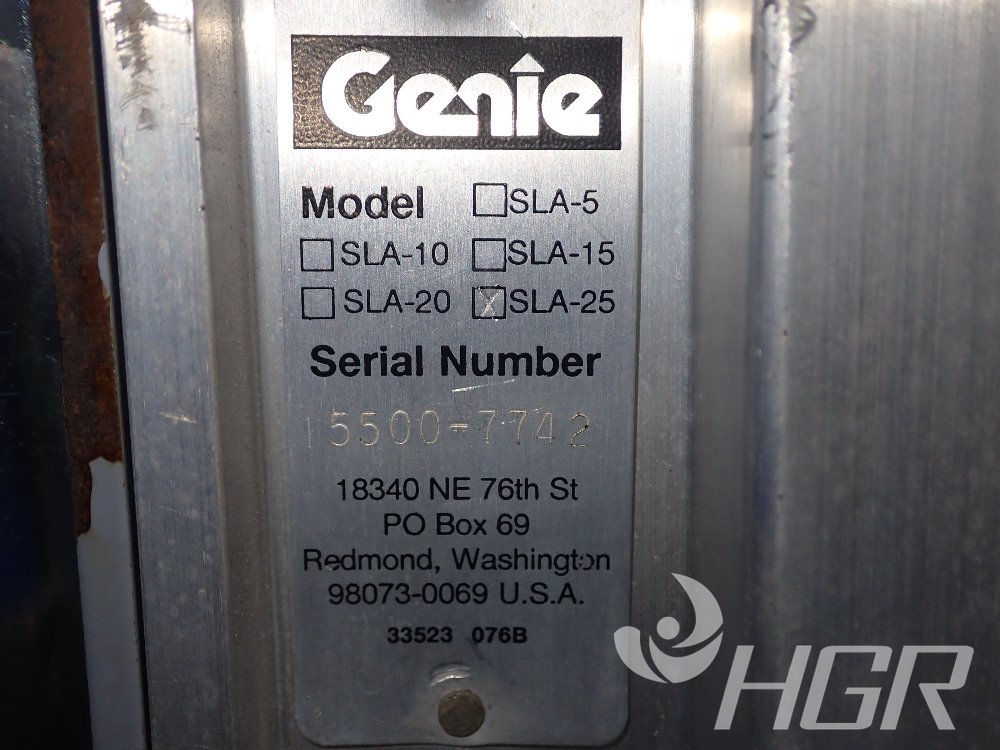 Genie
Model ☐SLA-5
☐SLA-10 ☐SLA-15
☐SLA-20 ☒SLA-25
Serial Number
5500-7742
18340 NE 76th St
PO Box 69
Redmond, Washington
98073-0069 U.S.A.
33523 076B
HGR